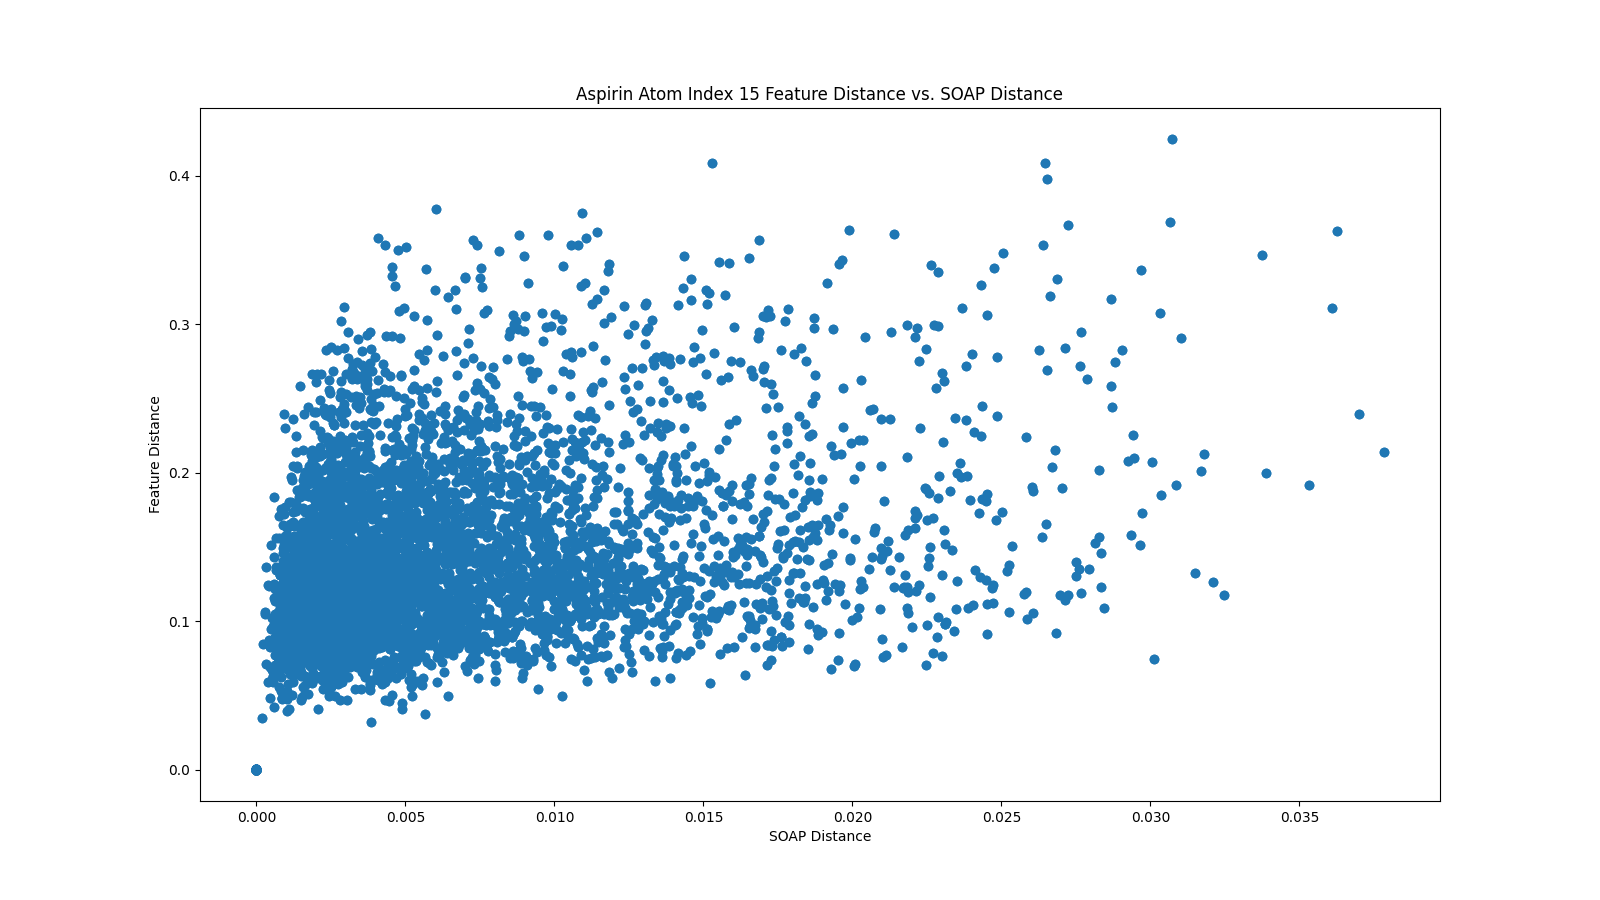 Aspirin Atom Index 15 Feature Distance vs. SOAP Distance
0.4
0.3
0.2
0.1
0.0
Feature Distance
0.000 0.005 0.010 0.015 0.020 0.025 0.030 0.035
SOAP Distance